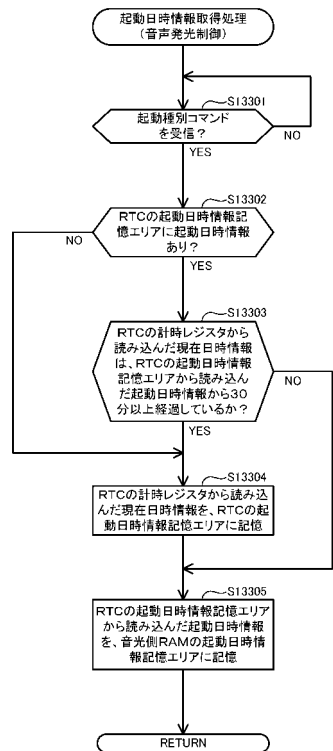 起動日時情報取得処理
(音声発光制御)
S13301
起動種別コマンド
を受信?
NO
YES
S13302
RTCの起動日時情報記
憶エリアに起動日時情報
あり?
NO
YES
S13303
RTCの計時レジスタから
読み込んだ現在日時情報
は、RTCの起動日時情報
記憶エリアから読み込ん
だ起動日時情報から30
分以上経過しているか?
NO
YES
S13304
RTCの計時レジスタから読み込
んだ現在日時情報を、RTCの起
動日時情報記憶エリアに記憶
S13305
RTCの起動日時情報記憶エリア
から読み込んだ起動日時情報
を、音光側RAMの起動日時情
報記憶エリアに記憶
RETURN